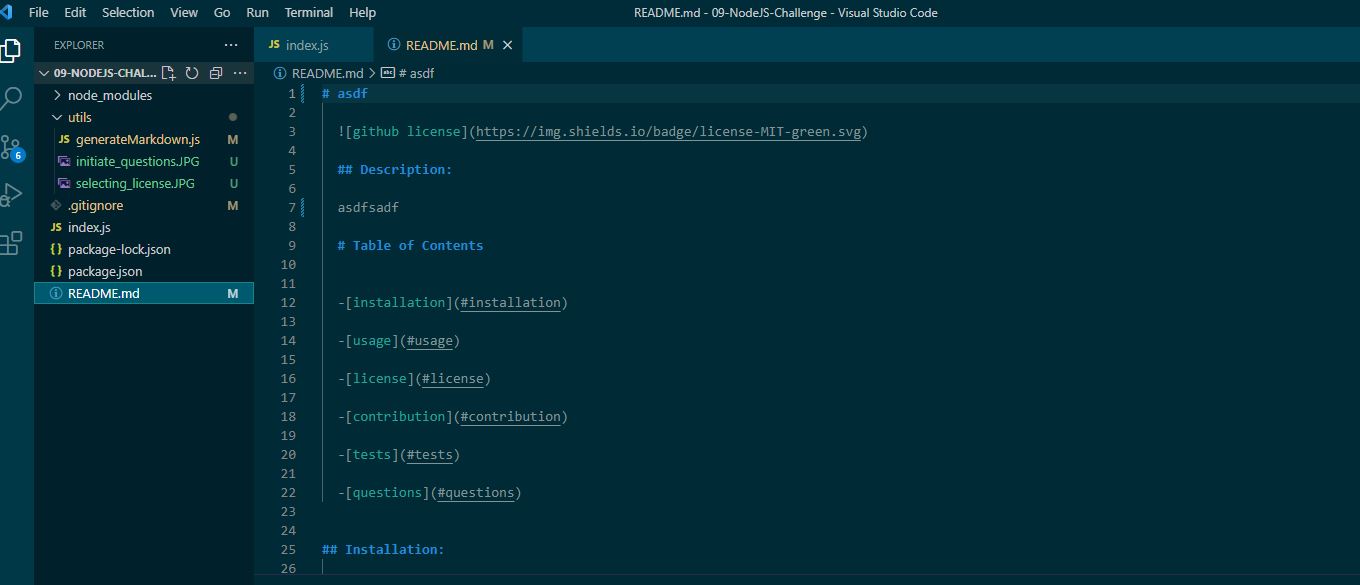 File Edit Selection View Go Run Terminal Help README.md - 09-NodeJS-Challenge - Visual Studio Code
EXPLORER ...
JS index.js README.md M
09-NODEJS-CHAL... ...
README.md > # asdf
node_modules
utils
JS generateMarkdown.js M
initiate_questions.JPG U
selecting_license.JPG U
.gitignore M
JS index.js
{} package-lock.json
{} package.json
README.md M
6
1 # asdf
2
3 ![github license](https://img.shields.io/badge/license-MIT-green.svg)
4
5 ## Description:
6
7 asdfsadf
8
9 # Table of Contents
10
11
12 -[installation](#installation)
13
14 -[usage](#usage)
15
16 -[license](#license)
17
18 -[contribution](#contribution)
19
20 -[tests](#tests)
21
22 -[questions](#questions)
23
24
25 ## Installation:
26